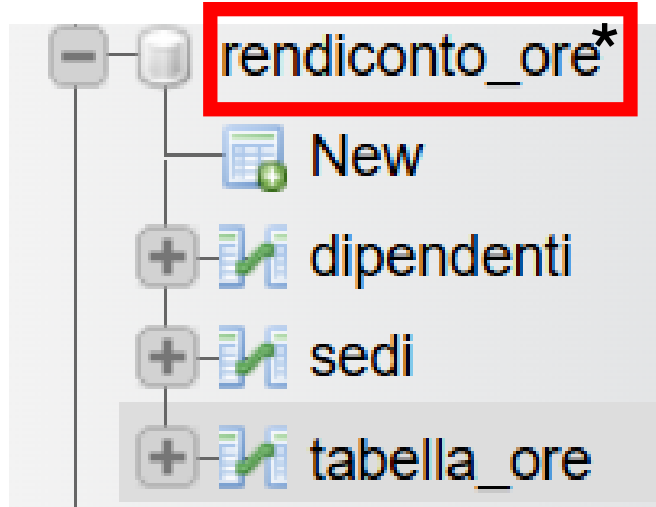 rendiconto_ore*
New
dipendenti
sedi
tabella_ore